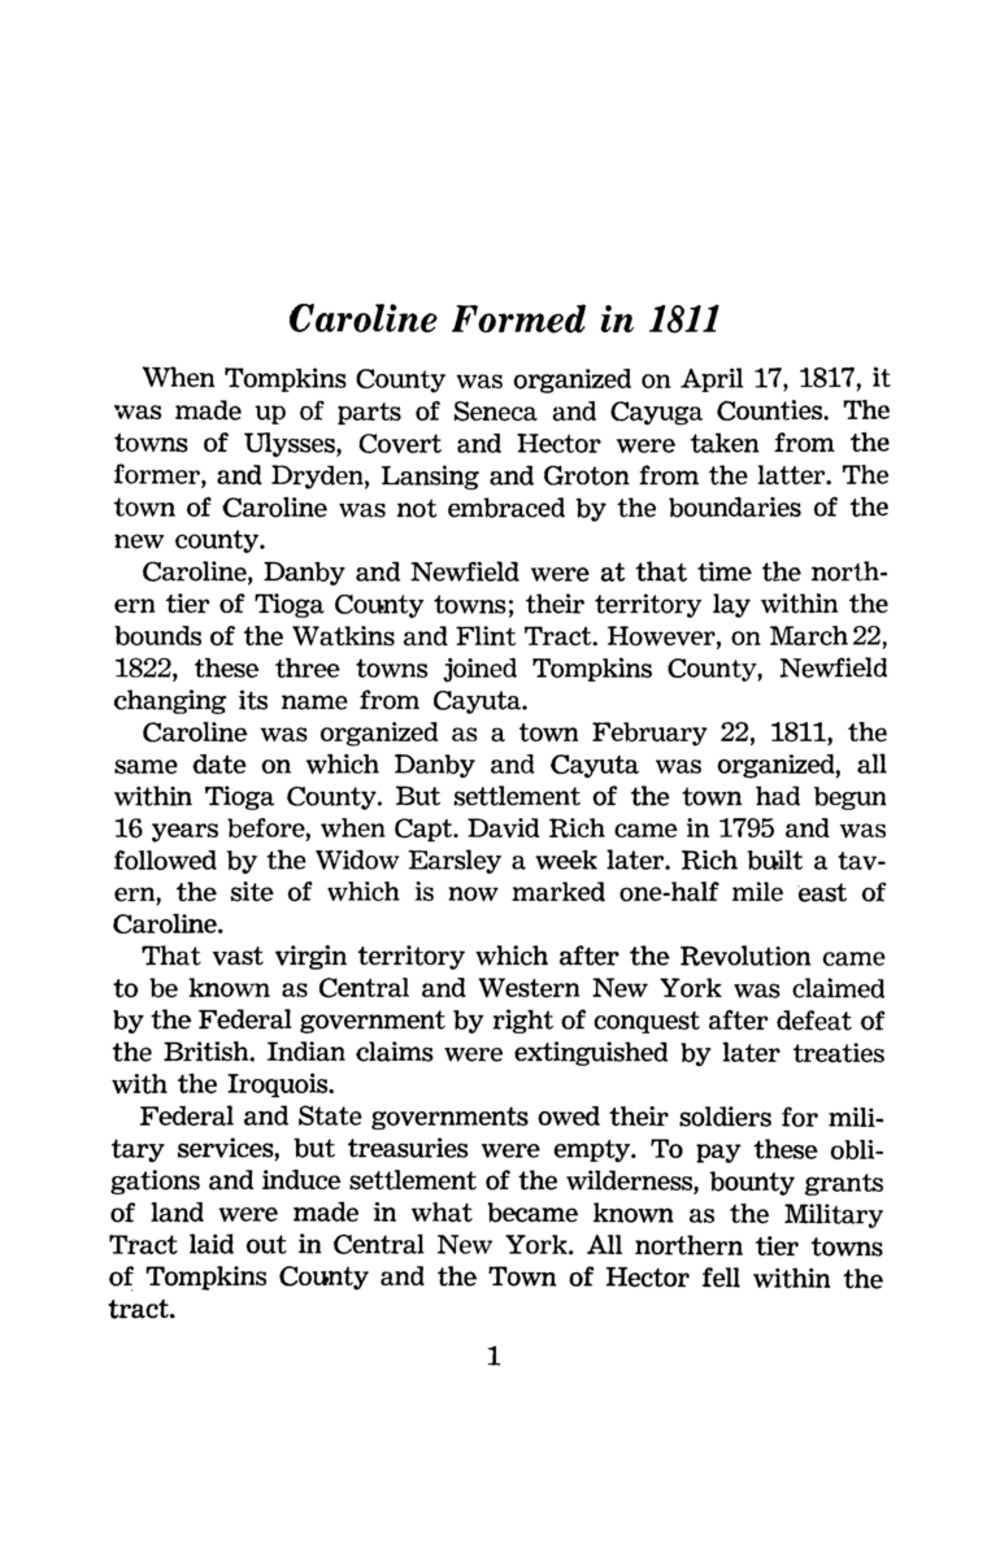 Caroline Formed in 1811
When Tompkins County was organized on April 17, 1817, it
was made up of parts of Seneca and Cayuga Counties. The
towns of Ulysses, Covert and Hector were taken from the
former, and Dryden, Lansing and Groton from the latter. The
town of Caroline was not embraced by the boundaries of the
new county.
Caroline, Danby and Newfield were at that time the north-
ern tier of Tioga County towns; their territory lay within the
bounds of the Watkins and Flint Tract. However, on March 22,
1822, these three towns joined Tompkins County, Newfield
changing its name from Cayuta.
Caroline was organized as a town February 22, 1811, the
same date on which Danby and Cayuta was organized, all
within Tioga County. But settlement of the town had begun
16 years before, when Capt. David Rich came in 1795 and was
followed by the Widow Earsley a week later. Rich built a tav-
ern, the site of which is now marked one-half mile east of
Caroline.
That vast virgin territory which after the Revolution came
to be known as Central and Western New York was claimed
by the Federal government by right of conquest after defeat of
the British. Indian claims were extinguished by later treaties
with the Iroquois.
Federal and State governments owed their soldiers for mili-
tary services, but treasuries were empty. To pay these obli-
gations and induce settlement of the wilderness, bounty grants
of land were made in what became known as the Military
Tract laid out in Central New York. All northern tier towns
of Tompkins County and the Town of Hector fell within the
tract.
1